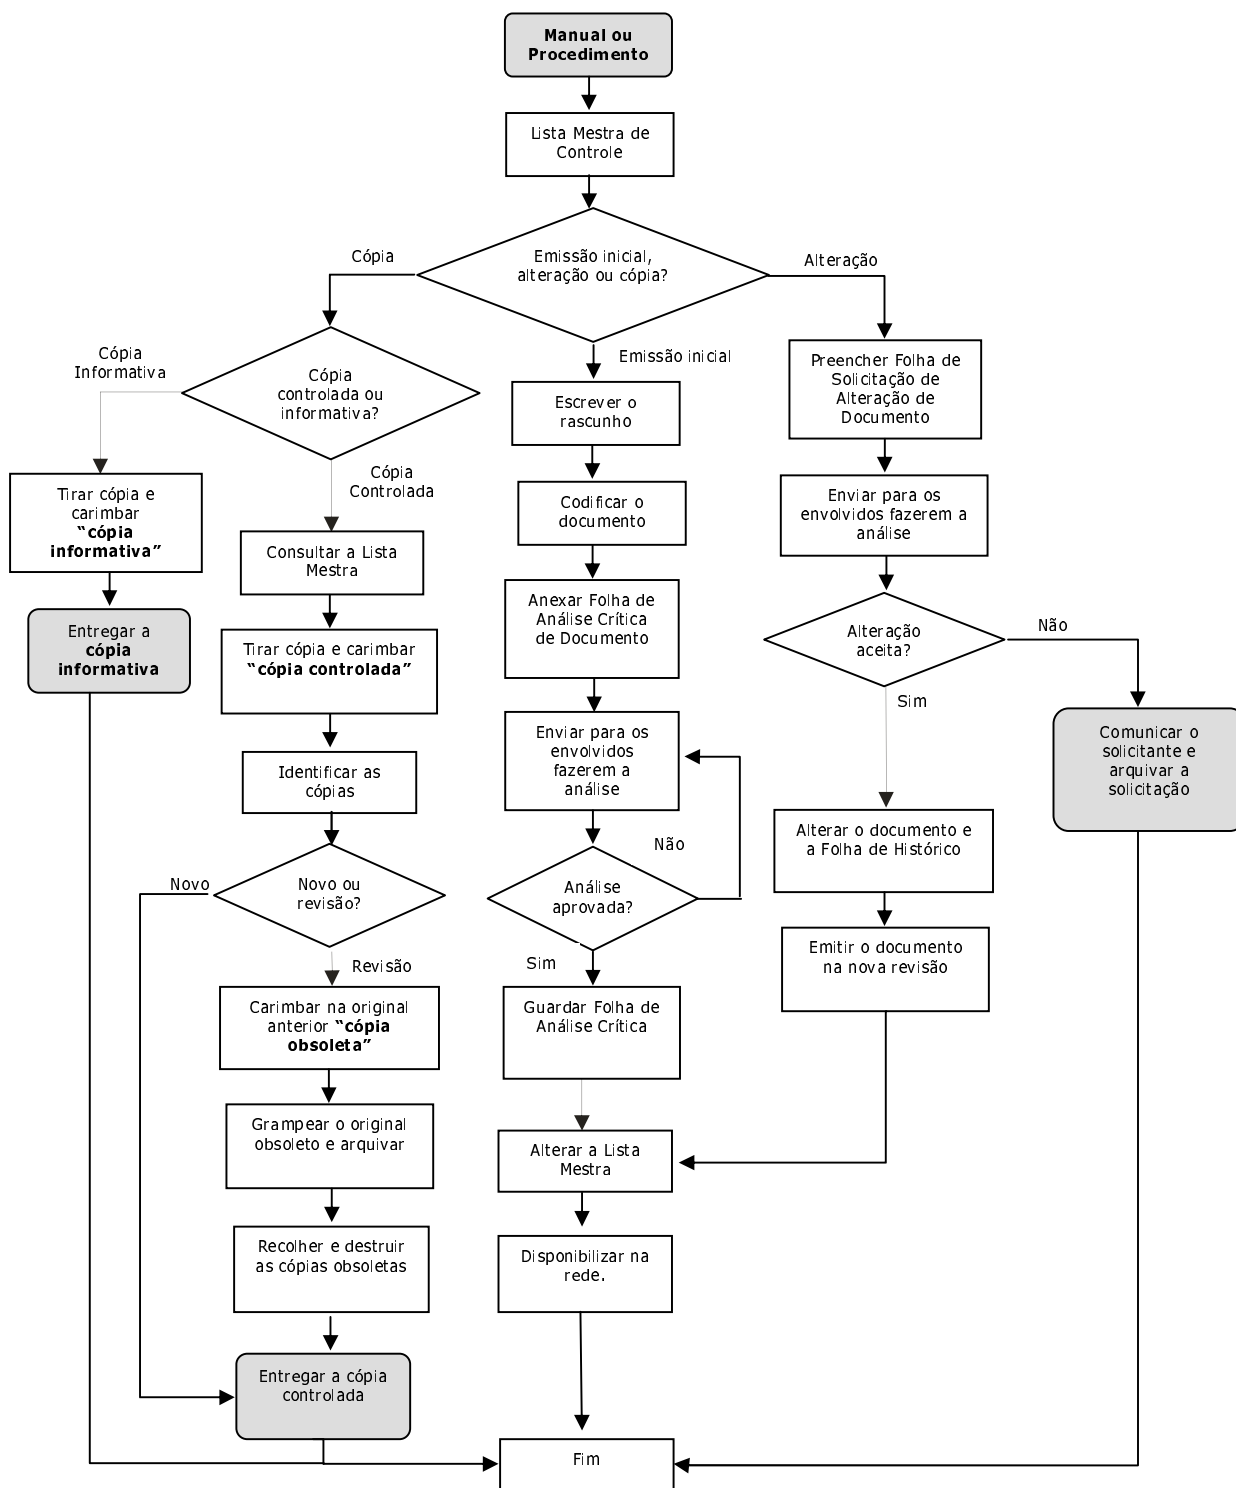 Manual ou
Procedimento
Lista Mestra de
Controle
Emissão inicial,
alteração ou cópia?
Cópia
Alteração
Emissão inicial
Cópia
Informativa
Cópia
controlada ou
informativa?
Cópia
Controlada
Tirar cópia e
carimbar
“cópia
informativa”
Entregar a
cópia
informativa
Consultar a Lista
Mestra
Tirar cópia e carimbar
“cópia controlada”
Identificar as
cópias
Novo
Novo ou
revisão?
Revisão
Carimbar na original
anterior “cópia
obsoleta”
Grampear o original
obsoleto e arquivar
Recolher e destruir
as cópias obsoletas
Entregar a cópia
controlada
Escrever o
rascunho
Codificar o
documento
Anexar Folha de
Análise Crítica
de Documento
Enviar para os
envolvidos
fazerem a
análise
Não
Análise
aprovada?
Sim
Guardar Folha de
Análise Crítica
Alterar a Lista
Mestra
Disponibilizar na
rede.
Fim
Preencher Folha de
Solicitação de
Alteração de
Documento
Enviar para os
envolvidos fazerem a
análise
Alteração
aceita?
Não
Sim
Comunicar o
solicitante e
arquivar a
solicitação
Alterar o documento e
a Folha de Histórico
Emitir o documento
na nova revisão